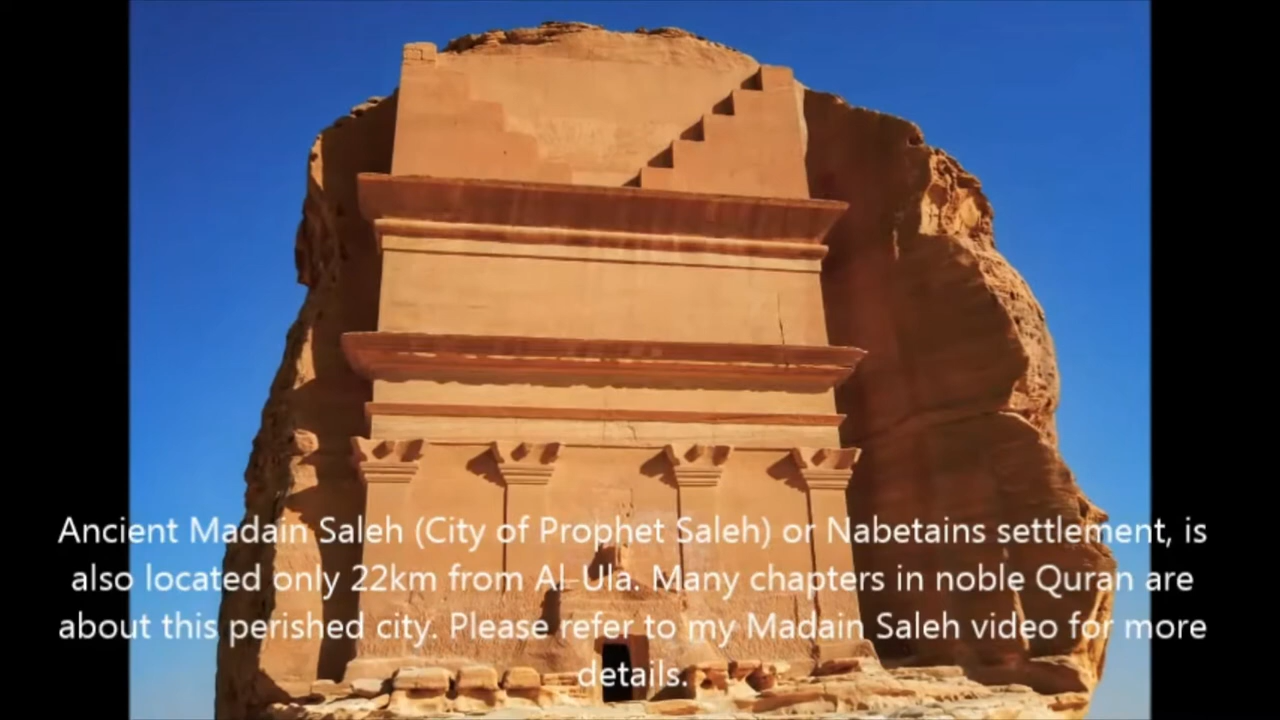 Ancient Madain Saleh (City of Prophet Saleh) or Nabetains settlement, is
also located only 22km from Al-Ula. Many chapters in noble Quran are
about this perished city. Please refer to my Madain Saleh video for more
details.